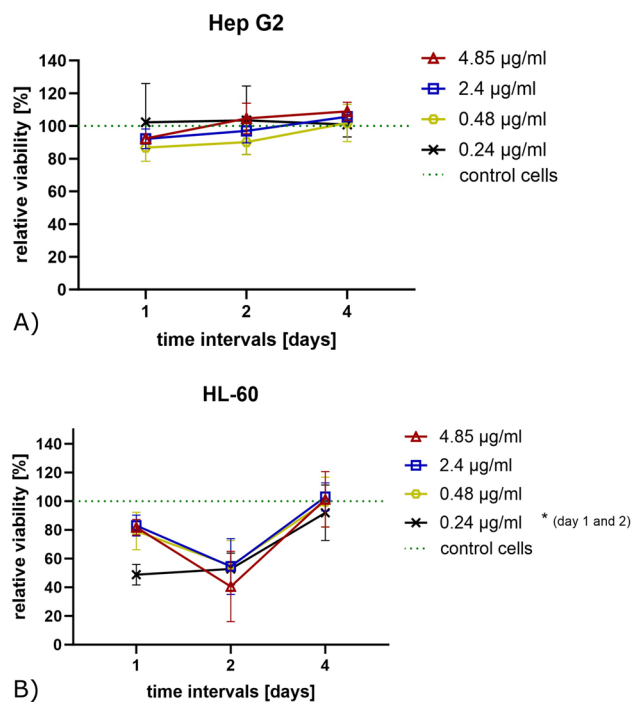 Hep G2
relative viability [%]
140
120
100
80
60
40
20
0
1 2 4
time intervals [days]
4.85 µg/ml
2.4 µg/ml
0.48 µg/ml
0.24 µg/ml
control cells
A)
HL-60
relative viability [%]
140
120
100
80
60
40
20
0
1 2 4
time intervals [days]
4.85 µg/ml
2.4 µg/ml
0.48 µg/ml
0.24 µg/ml * (day 1 and 2)
control cells
B)